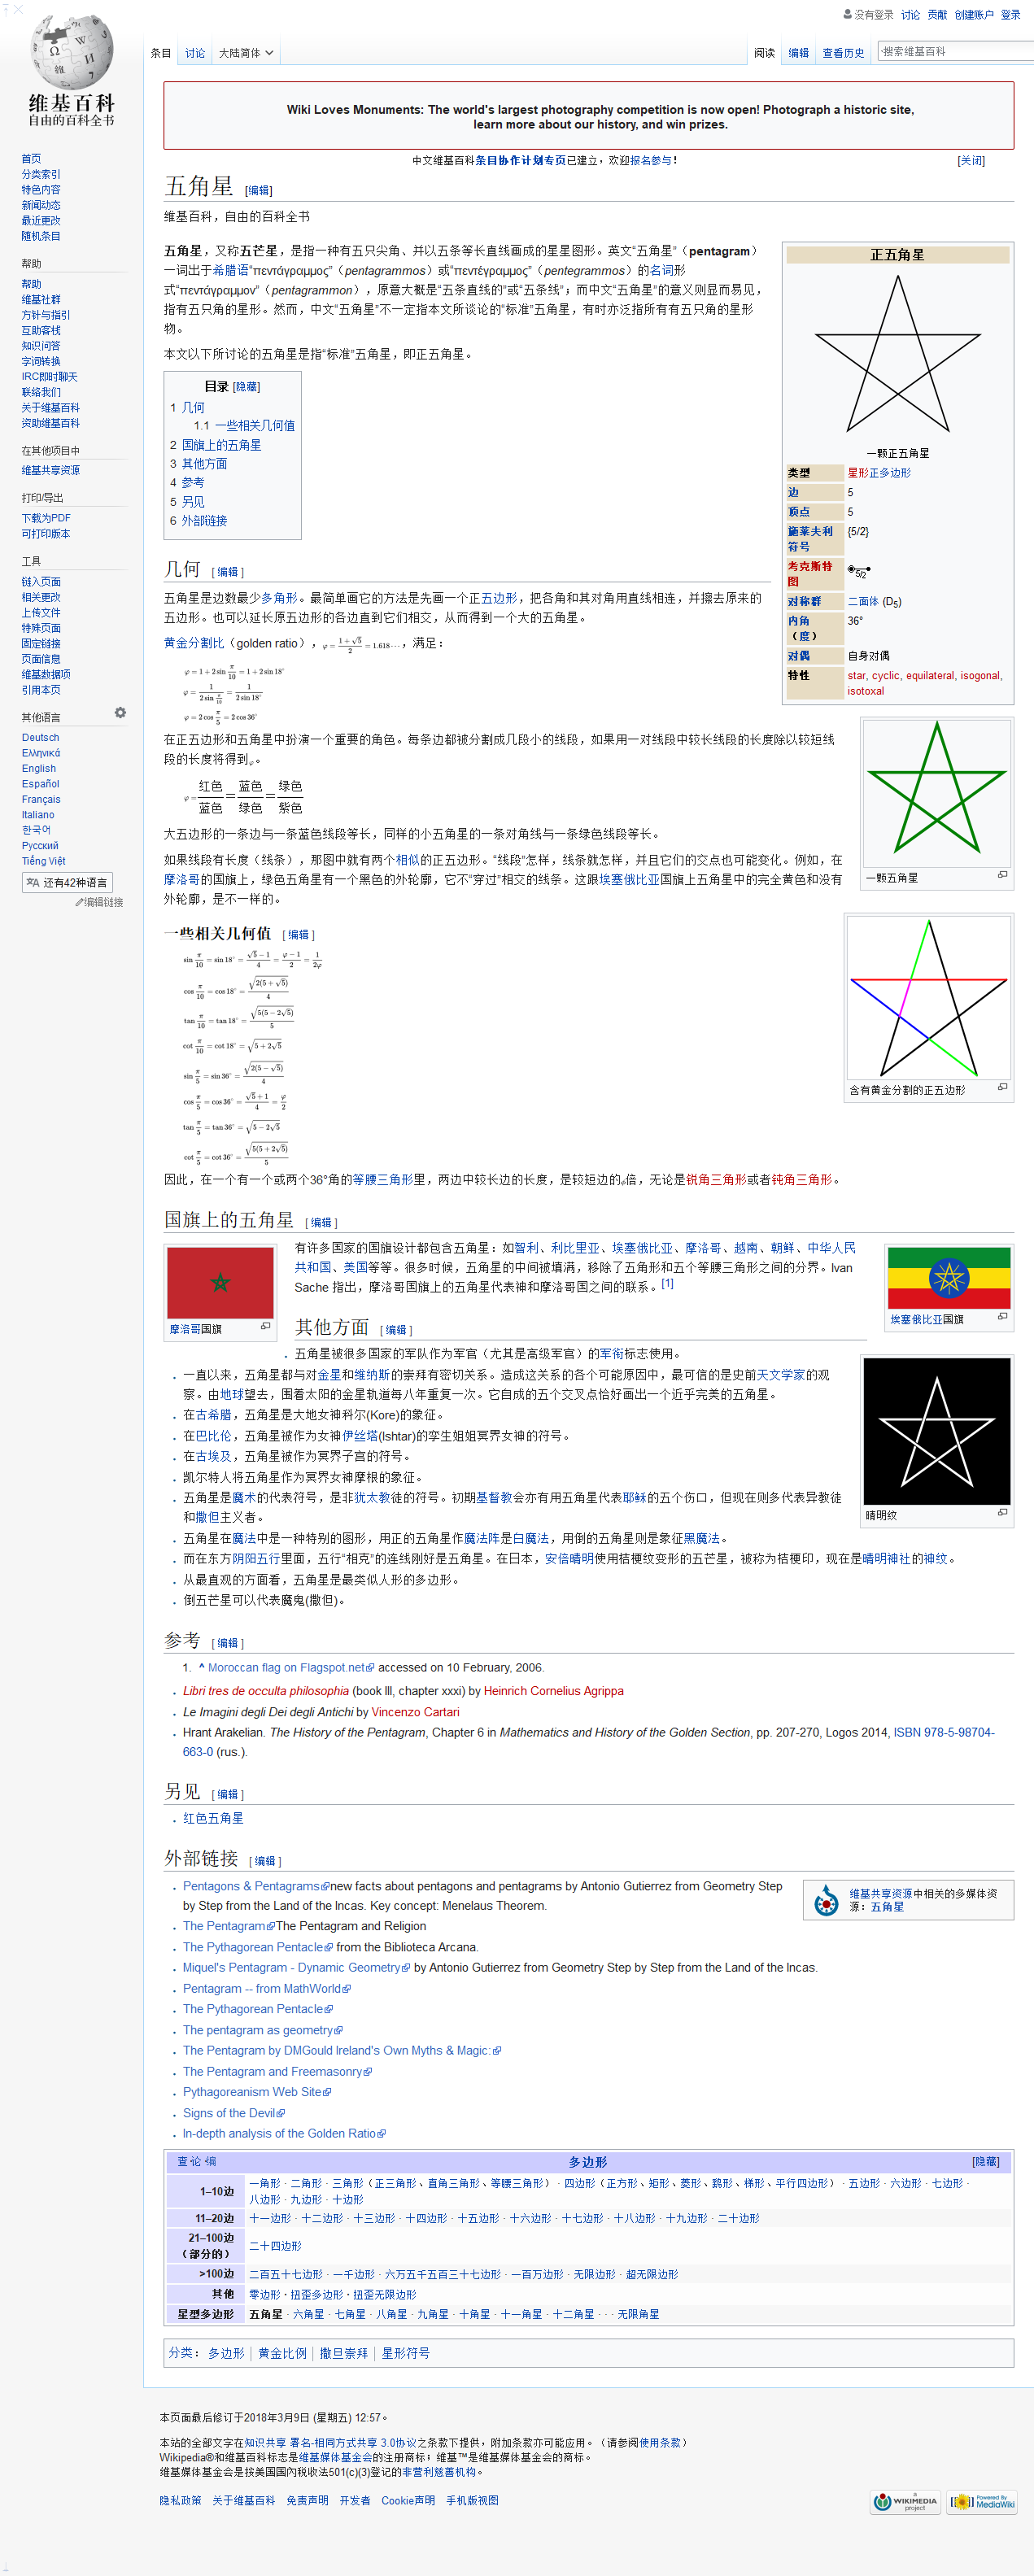 没有登录 讨论 贡献 创建账户 登录
条目 讨论 大陆简体
阅读 编辑 查看历史 搜索维基百科
维基百科
自由的百科全书
首页
分类索引
特色内容
新闻动态
最近更改
随机条目
帮助
帮助
维基社群
方针与指引
互助客栈
知识问答
字词转换
IRC即时聊天
联络我们
关于维基百科
资助维基百科
在其他项目中
维基共享资源
打印/导出
下载为PDF
可打印版本
工具
链入页面
相关更改
上传文件
特殊页面
固定链接
页面信息
维基数据项
引用本页
其他语言
Deutsch
Ελληνικά
English
Español
Français
Italiano
한국어
Русский
Tiếng Việt
还有42种语言
编辑链接
Wiki Loves Monuments: The world's largest photography competition is now open! Photograph a historic site,
learn more about our history, and win prizes.
中文维基百科条目协作计划专页已建立，欢迎报名参与！ [关闭]
五角星 [编辑]
维基百科，自由的百科全书
五角星，又称五芒星，是指一种有五只尖角、并以五条等长直线画成的星星图形。英文“五角星”（pentagram）
一词出于希腊语“πεντάγραμμος”（pentagrammos）或“πεντέγραμμος”（pentegrammos）的名词形
式“πεντάγραμμον”（pentagrammon），原意大概是“五条直线的”或“五条线”；而中文“五角星”的意义则显而易见，
指有五只角的星形。然而，中文“五角星”不一定指本文所谈论的“标准”五角星，有时亦泛指所有有五只角的星形
物。
本文以下所讨论的五角星是指“标准”五角星，即正五角星。
目录 [隐藏]
1 几何
1.1 一些相关几何值
2 国旗上的五角星
3 其他方面
4 参考
5 另见
6 外部链接
正五角星
一颗正五角星
类型 星形正多边形
边 5
顶点 5
施莱夫利
符号 {5/2}
考克斯特
图 5/2
对称群 二面体 (D5)
内角
（度） 36°
对偶 自身对偶
特性 star, cyclic, equilateral, isogonal,
isotoxal
几何 [ 编辑 ]
五角星是边数最少多角形。最简单画它的方法是先画一个正五边形，把各角和其对角用直线相连，并擦去原来的
五边形。也可以延长原五边形的各边直到它们相交，从而得到一个大的五角星。
黄金分割比（golden ratio），φ = (1+√5)/2 = 1.618⋯，满足：
φ = 1 + 2 sin π/10 = 1 + 2 sin 18°
φ = 1/(2 sin π/10) = 1/(2 sin 18°)
φ = 2 cos π/5 = 2 cos 36°
在正五边形和五角星中扮演一个重要的角色。每条边都被分割成几段小的线段，如果用一对线段中较长线段的长度除以较短线
段的长度将得到φ。
φ = 红色/蓝色 = 蓝色/绿色 = 绿色/紫色
大五边形的一条边与一条蓝色线段等长，同样的小五角星的一条对角线与一条绿色线段等长。
如果线段有长度（线条），那图中就有两个相似的正五边形。“线段”怎样，线条就怎样，并且它们的交点也可能变化。例如，在
摩洛哥的国旗上，绿色五角星有一个黑色的外轮廓，它不“穿过”相交的线条。这跟埃塞俄比亚国旗上五角星中的完全黄色和没有
外轮廓，是不一样的。
一颗五角星
一些相关几何值 [ 编辑 ]
sin π/10 = sin 18° = (√5−1)/4 = (φ−1)/2 = 1/(2φ)
cos π/10 = cos 18° = √(2(5+√5))/4
tan π/10 = tan 18° = √(5(5−2√5))/5
cot π/10 = cot 18° = √(5+2√5)
sin π/5 = sin 36° = √(2(5−√5))/4
cos π/5 = cos 36° = (√5+1)/4 = φ/2
tan π/5 = tan 36° = √(5−2√5)
cot π/5 = cot 36° = √(5(5+2√5))/5
含有黄金分割的正五边形
因此，在一个有一个或两个36°角的等腰三角形里，两边中较长边的长度，是较短边的φ倍，无论是锐角三角形或者钝角三角形。
国旗上的五角星 [ 编辑 ]
摩洛哥国旗
有许多国家的国旗设计都包含五角星：如智利、利比里亚、埃塞俄比亚、摩洛哥、越南、朝鲜、中华人民
共和国、美国等等。很多时候，五角星的中间被填满，移除了五角形和五个等腰三角形之间的分界。Ivan
Sache 指出，摩洛哥国旗上的五角星代表神和摩洛哥国之间的联系。[1]
埃塞俄比亚国旗
其他方面 [ 编辑 ]
五角星被很多国家的军队作为军官（尤其是高级军官）的军衔标志使用。
一直以来，五角星都与对金星和维纳斯的崇拜有密切关系。造成这关系的各个可能原因中，最可信的是史前天文学家的观
察。由地球望去，围着太阳的金星轨道每八年重复一次。它自成的五个交叉点恰好画出一个近乎完美的五角星。
在古希腊，五角星是大地女神科尔(Kore)的象征。
在巴比伦，五角星被作为女神伊丝塔(Ishtar)的孪生姐姐冥界女神的符号。
在古埃及，五角星被作为冥界子宫的符号。
凯尔特人将五角星作为冥界女神摩根的象征。
五角星是魔术的代表符号，是非犹太教徒的符号。初期基督教会亦有用五角星代表耶稣的五个伤口，但现在则多代表异教徒
和撒但主义者。
五角星在魔法中是一种特别的图形，用正的五角星作魔法阵是白魔法，用倒的五角星则是象征黑魔法。
而在东方阴阳五行里面，五行“相克”的连线刚好是五角星。在日本，安倍晴明使用桔梗纹变形的五芒星，被称为桔梗印，现在是晴明神社的神纹。
从最直观的方面看，五角星是最类似人形的多边形。
倒五芒星可以代表魔鬼(撒但)。
晴明纹
参考 [ 编辑 ]
1. ^ Moroccan flag on Flagspot.net accessed on 10 February, 2006.
Libri tres de occulta philosophia (book III, chapter xxxi) by Heinrich Cornelius Agrippa
Le Imagini degli Dei degli Antichi by Vincenzo Cartari
Hrant Arakelian. The History of the Pentagram, Chapter 6 in Mathematics and History of the Golden Section, pp. 207-270, Logos 2014, ISBN 978-5-98704-
663-0 (rus.).
另见 [ 编辑 ]
红色五角星
外部链接 [ 编辑 ]
Pentagons & Pentagramsnew facts about pentagons and pentagrams by Antonio Gutierrez from Geometry Step
by Step from the Land of the Incas. Key concept: Menelaus Theorem.
The PentagramThe Pentagram and Religion
The Pythagorean Pentacle from the Biblioteca Arcana.
Miquel's Pentagram - Dynamic Geometry by Antonio Gutierrez from Geometry Step by Step from the Land of the Incas.
Pentagram -- from MathWorld
The Pythagorean Pentacle
The pentagram as geometry
The Pentagram by DMGould Ireland's Own Myths & Magic:
The Pentagram and Freemasonry
Pythagoreanism Web Site
Signs of the Devil
In-depth analysis of the Golden Ratio
维基共享资源中相关的多媒体资
源：五角星
查·论·编 多边形 [隐藏]
1–10边 一角形 · 二角形 · 三角形（正三角形、直角三角形、等腰三角形） · 四边形（正方形、矩形、菱形、鹞形、梯形、平行四边形） · 五边形 · 六边形 · 七边形 ·
八边形 · 九边形 · 十边形
11–20边 十一边形 · 十二边形 · 十三边形 · 十四边形 · 十五边形 · 十六边形 · 十七边形 · 十八边形 · 十九边形 · 二十边形
21–100边
（部分的） 二十四边形
>100边 二百五十七边形 · 一千边形 · 六万五千五百三十七边形 · 一百万边形 · 无限边形 · 超无限边形
其他 零边形 · 扭歪多边形 · 扭歪无限边形
星型多边形 五角星 · 六角星 · 七角星 · 八角星 · 九角星 · 十角星 · 十一角星 · 十二角星 · · · 无限角星
分类： 多边形 黄金比例 撒旦崇拜 星形符号
本页面最后修订于2018年3月9日 (星期五) 12:57。
本站的全部文字在知识共享 署名-相同方式共享 3.0协议之条款下提供，附加条款亦可能应用。（请参阅使用条款）
Wikipedia®和维基百科标志是维基媒体基金会的注册商标；维基™是维基媒体基金会的商标。
维基媒体基金会是按美国国內税收法501(c)(3)登记的非营利慈善机构。
隐私政策 关于维基百科 免责声明 开发者 Cookie声明 手机版视图
A WIKIMEDIA project
Powered By MediaWiki